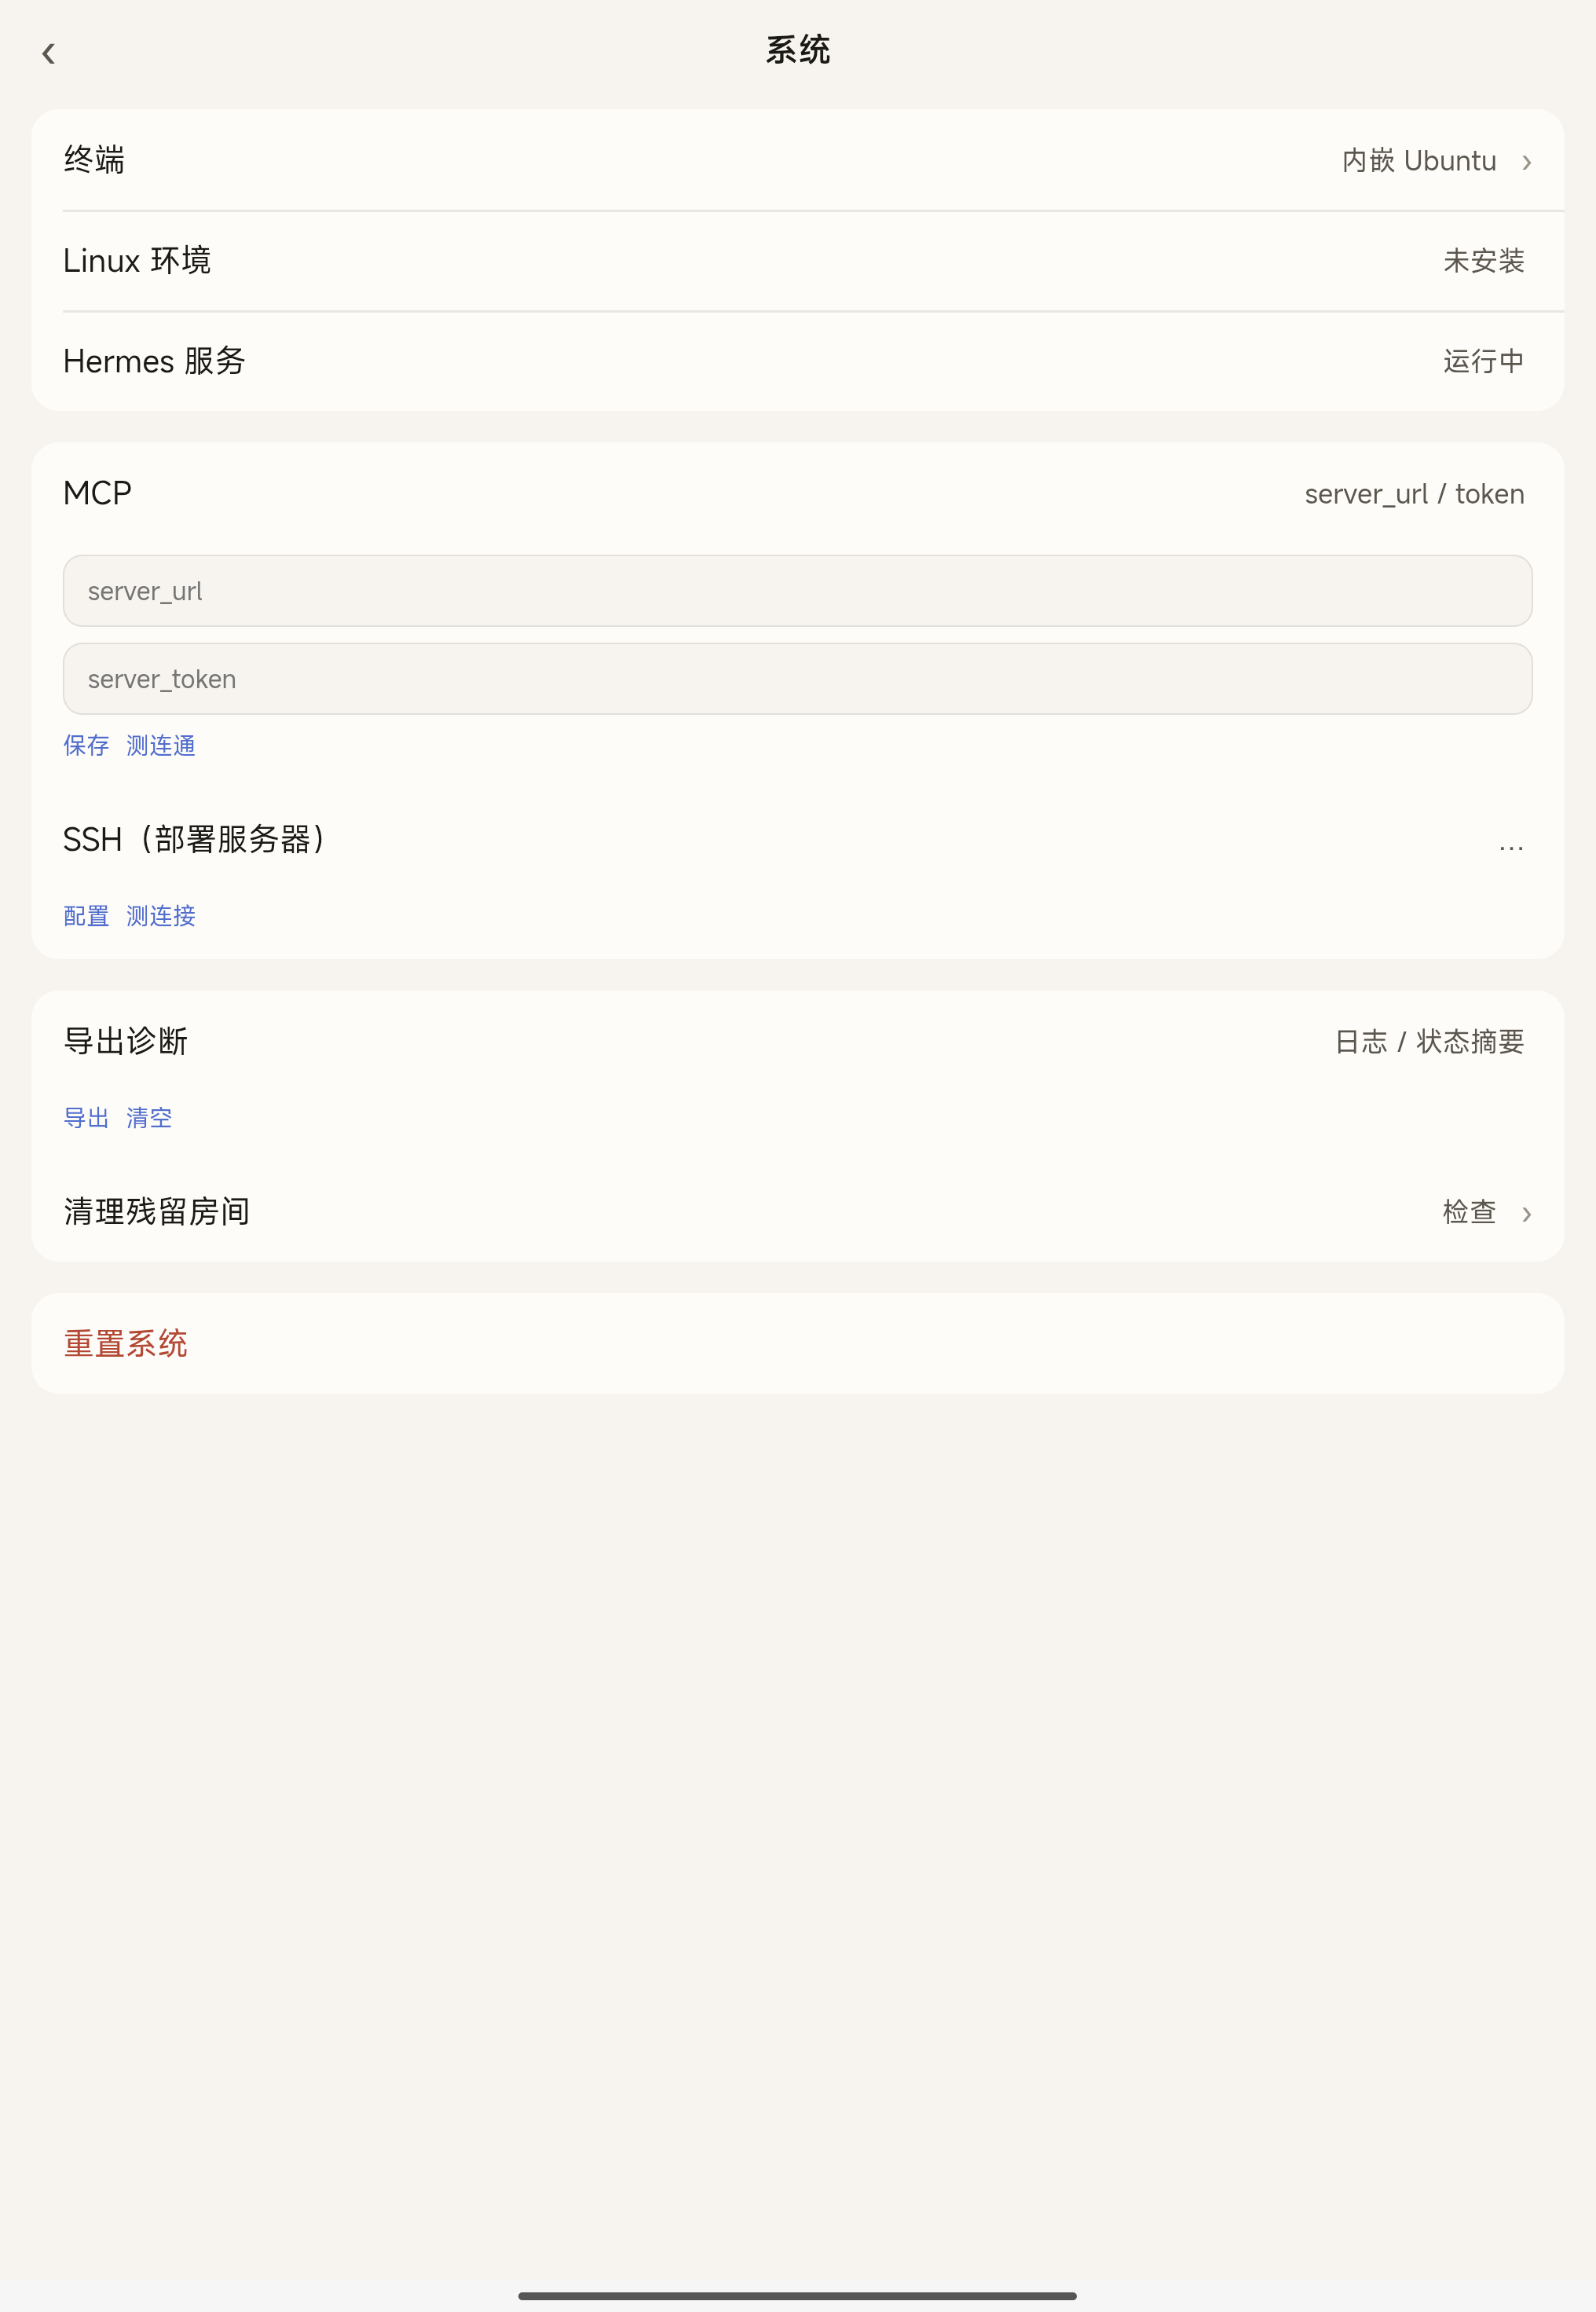 系统
终端 内嵌 Ubuntu
Linux 环境 未安装
Hermes 服务 运行中
MCP server_url / token
server_url
server_token
保存 测连通
SSH（部署服务器） ...
配置 测连接
导出诊断 日志 / 状态摘要
导出 清空
清理残留房间 检查
重置系统